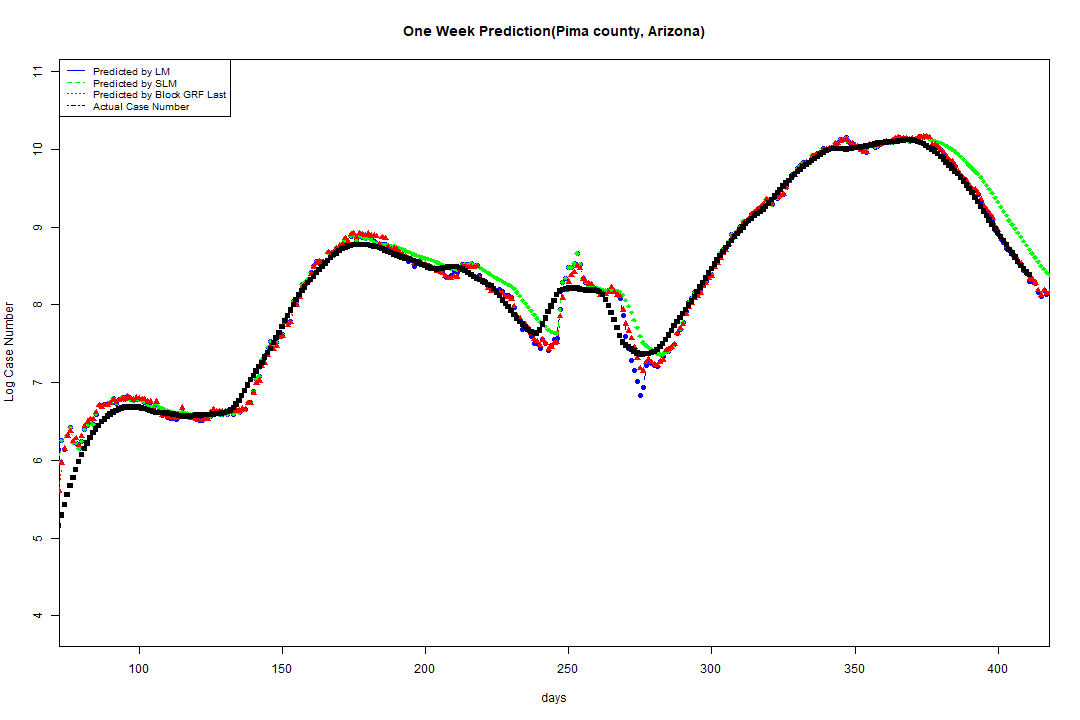 One Week Prediction(Pima county, Arizona)
Predicted by LM
Predicted by SLM
Predicted by Block GRF Last
Actual Case Number
11
10
9
8
7
6
5
4
Log Case Number
100 150 200 250 300 350 400
days